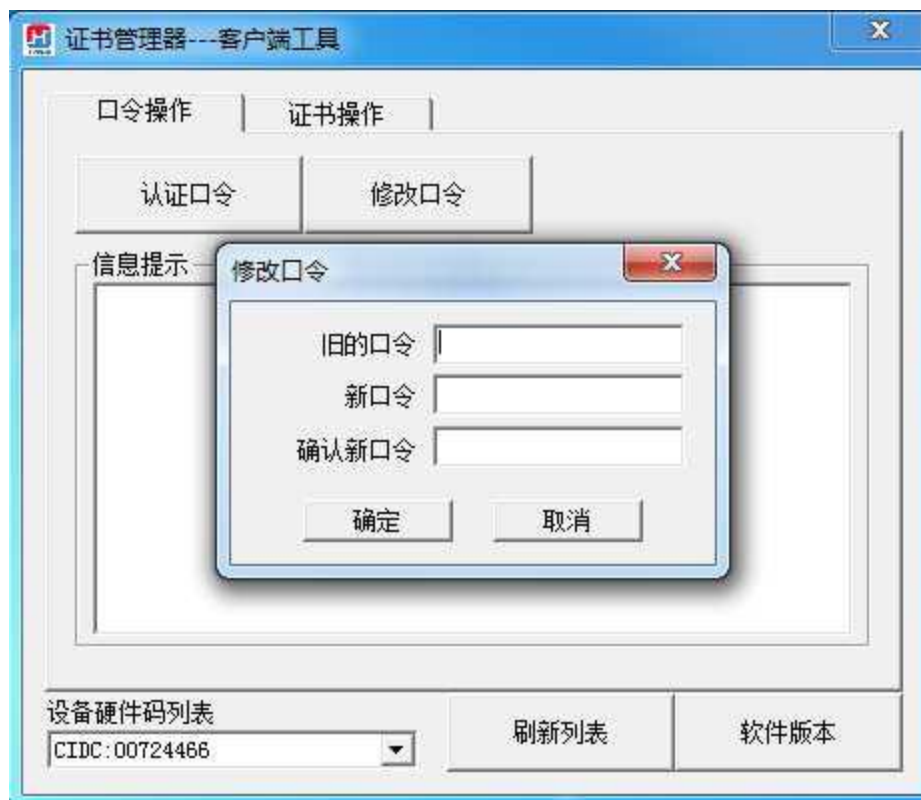 证书管理器---客户端工具
口令操作 证书操作
认证口令 修改口令
信息提示
修改口令
旧的口令
新口令
确认新口令
确定 取消
设备硬件码列表
CIDC:00724466
刷新列表 软件版本